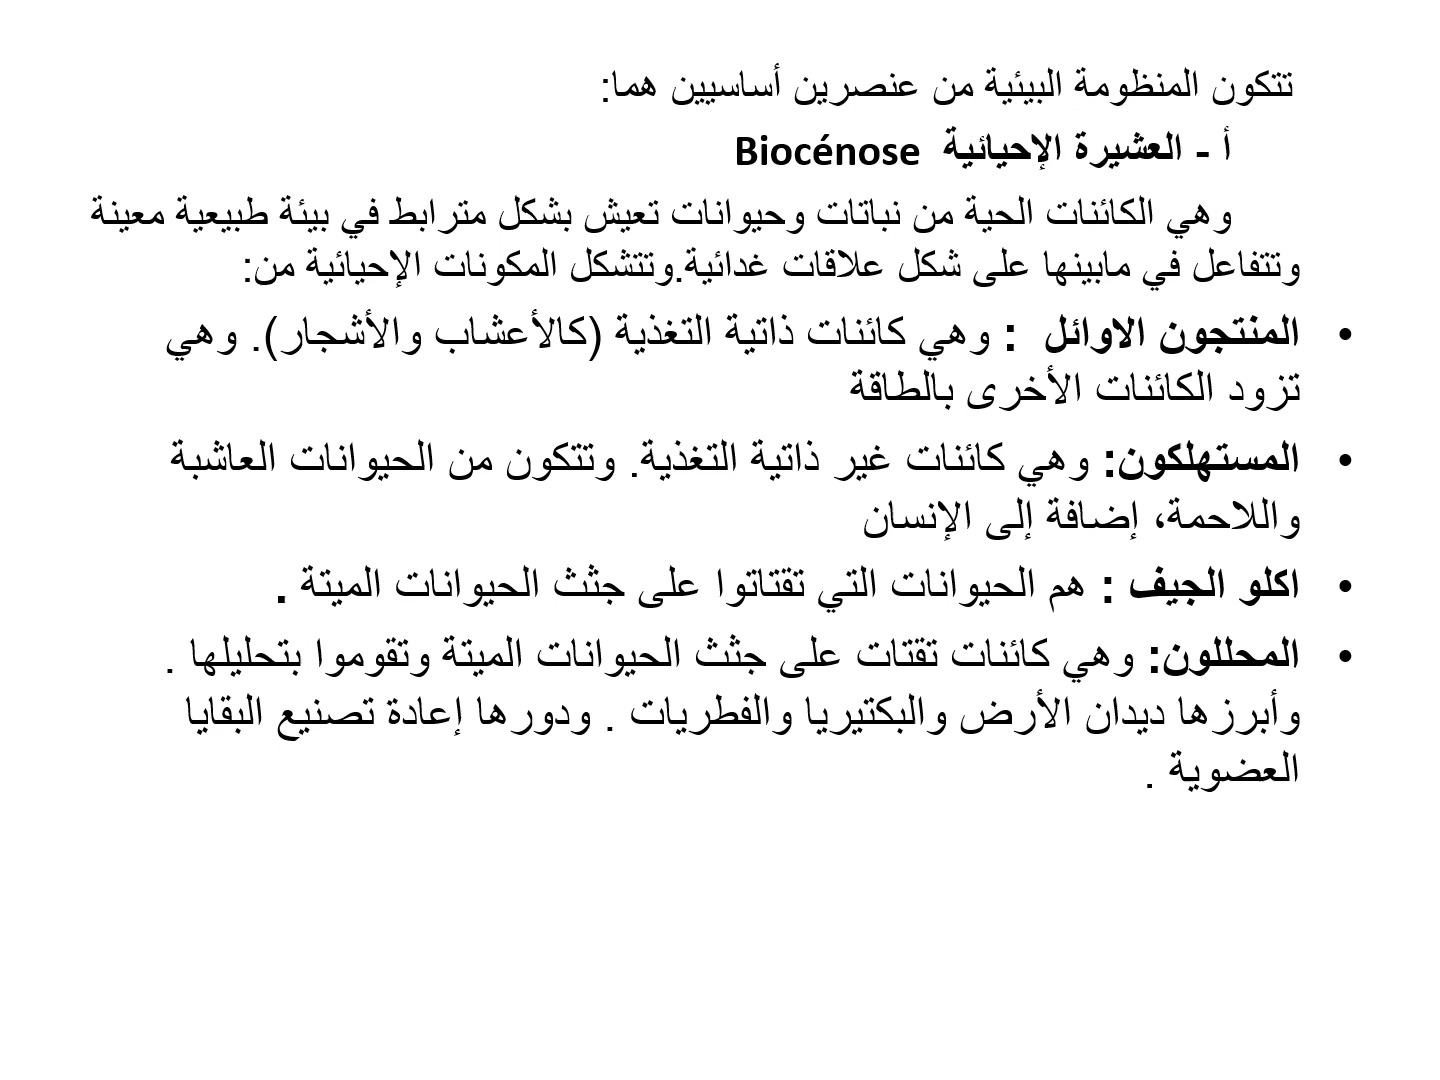 تتكون المنظومة البيئية من عنصرين أساسيين هما:
أ - العشيرة الإحيائية Biocénose
وهي الكائنات الحية من نباتات وحيوانات تعيش بشكل مترابط في بيئة طبيعية معينة
وتتفاعل في مابينها على شكل علاقات غدائية.وتتشكل المكونات الإحيائية من:
• المنتجون الاوائل : وهي كائنات ذاتية التغذية (كالأعشاب والأشجار). وهي
تزود الكائنات الأخرى بالطاقة
• المستهلكون: وهي كائنات غير ذاتية التغذية. وتتكون من الحيوانات العاشبة
واللاحمة، إضافة إلى الإنسان
• اكلو الجيف : هم الحيوانات التي تقتاتوا على جثث الحيوانات الميتة .
• المحللون: وهي كائنات تقتات على جثث الحيوانات الميتة وتقوموا بتحليلها .
وأبرزها ديدان الأرض والبكتيريا والفطريات . ودورها إعادة تصنيع البقايا
العضوية .